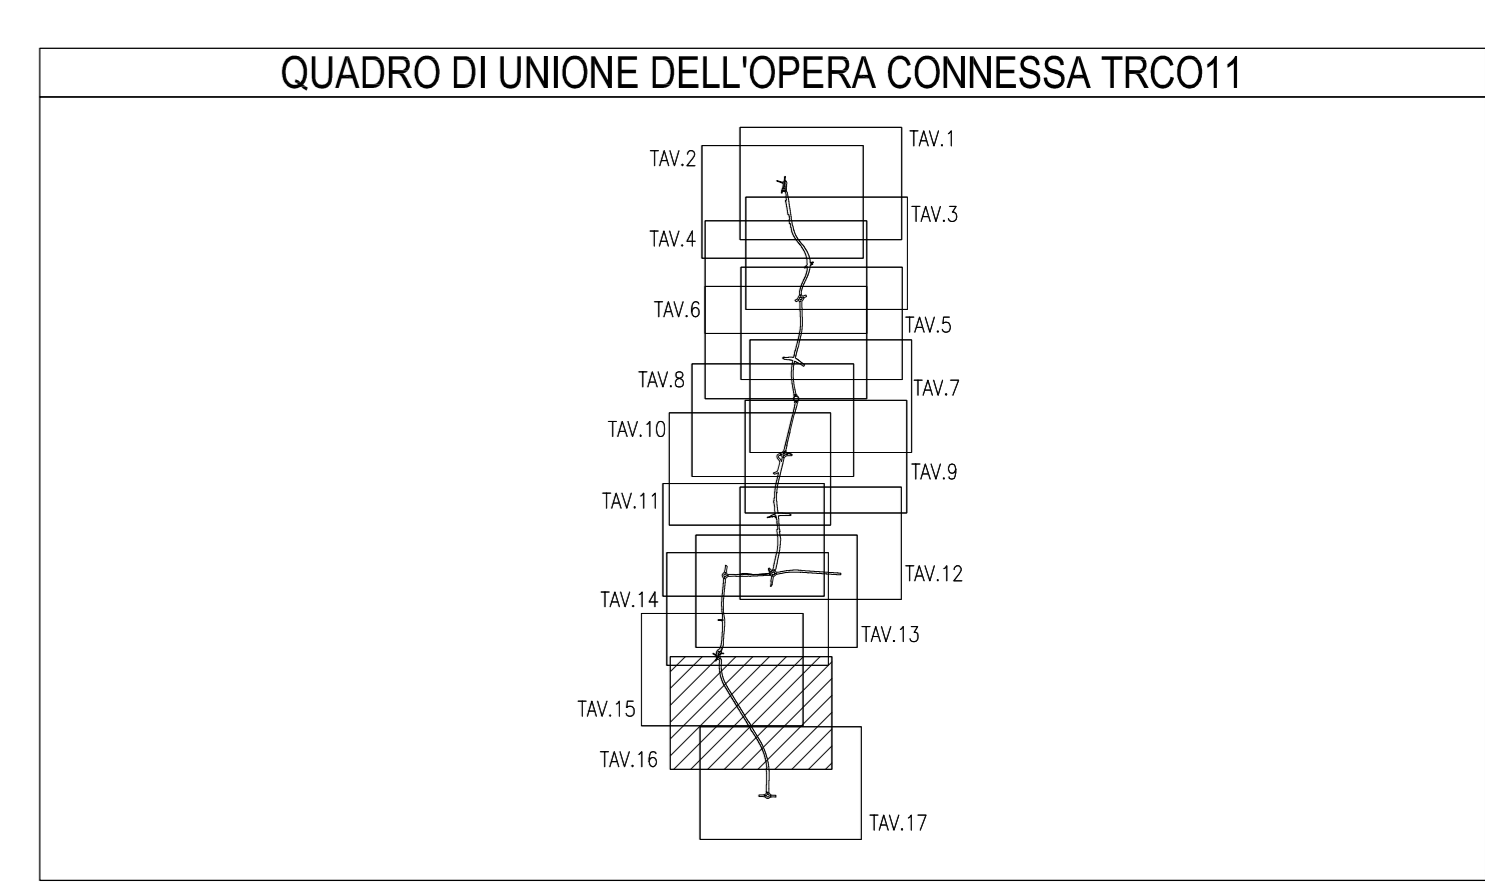 QUADRO DI UNIONE DELL'OPERA CONNESSA TRCO11
TAV.1
TAV.2
TAV.3
TAV.4
TAV.6
TAV.5
TAV.8
TAV.7
TAV.10
TAV.9
TAV.11
TAV.12
TAV.14
TAV.13
TAV.15
TAV.16
TAV.17